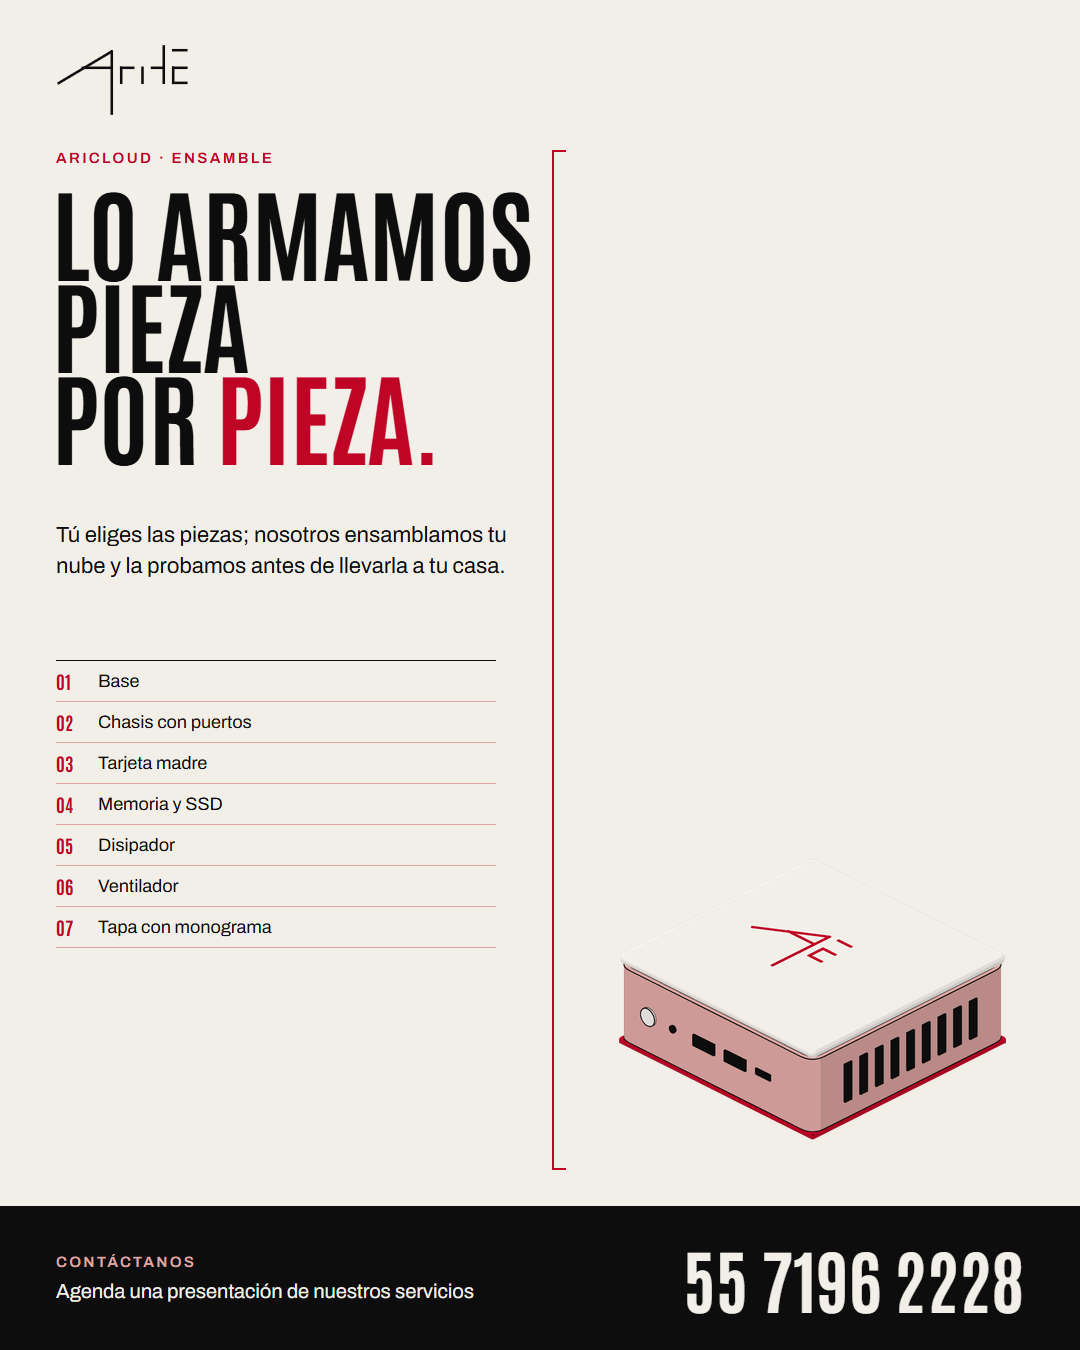 AriTE
ARICLOUD · ENSAMBLE
LO ARMAMOS
PIEZA
POR PIEZA.
Tú eliges las piezas; nosotros ensamblamos tu
nube y la probamos antes de llevarla a tu casa.
01 Base
02 Chasis con puertos
03 Tarjeta madre
04 Memoria y SSD
05 Disipador
06 Ventilador
07 Tapa con monograma
CONTÁCTANOS
Agenda una presentación de nuestros servicios
55 7196 2228